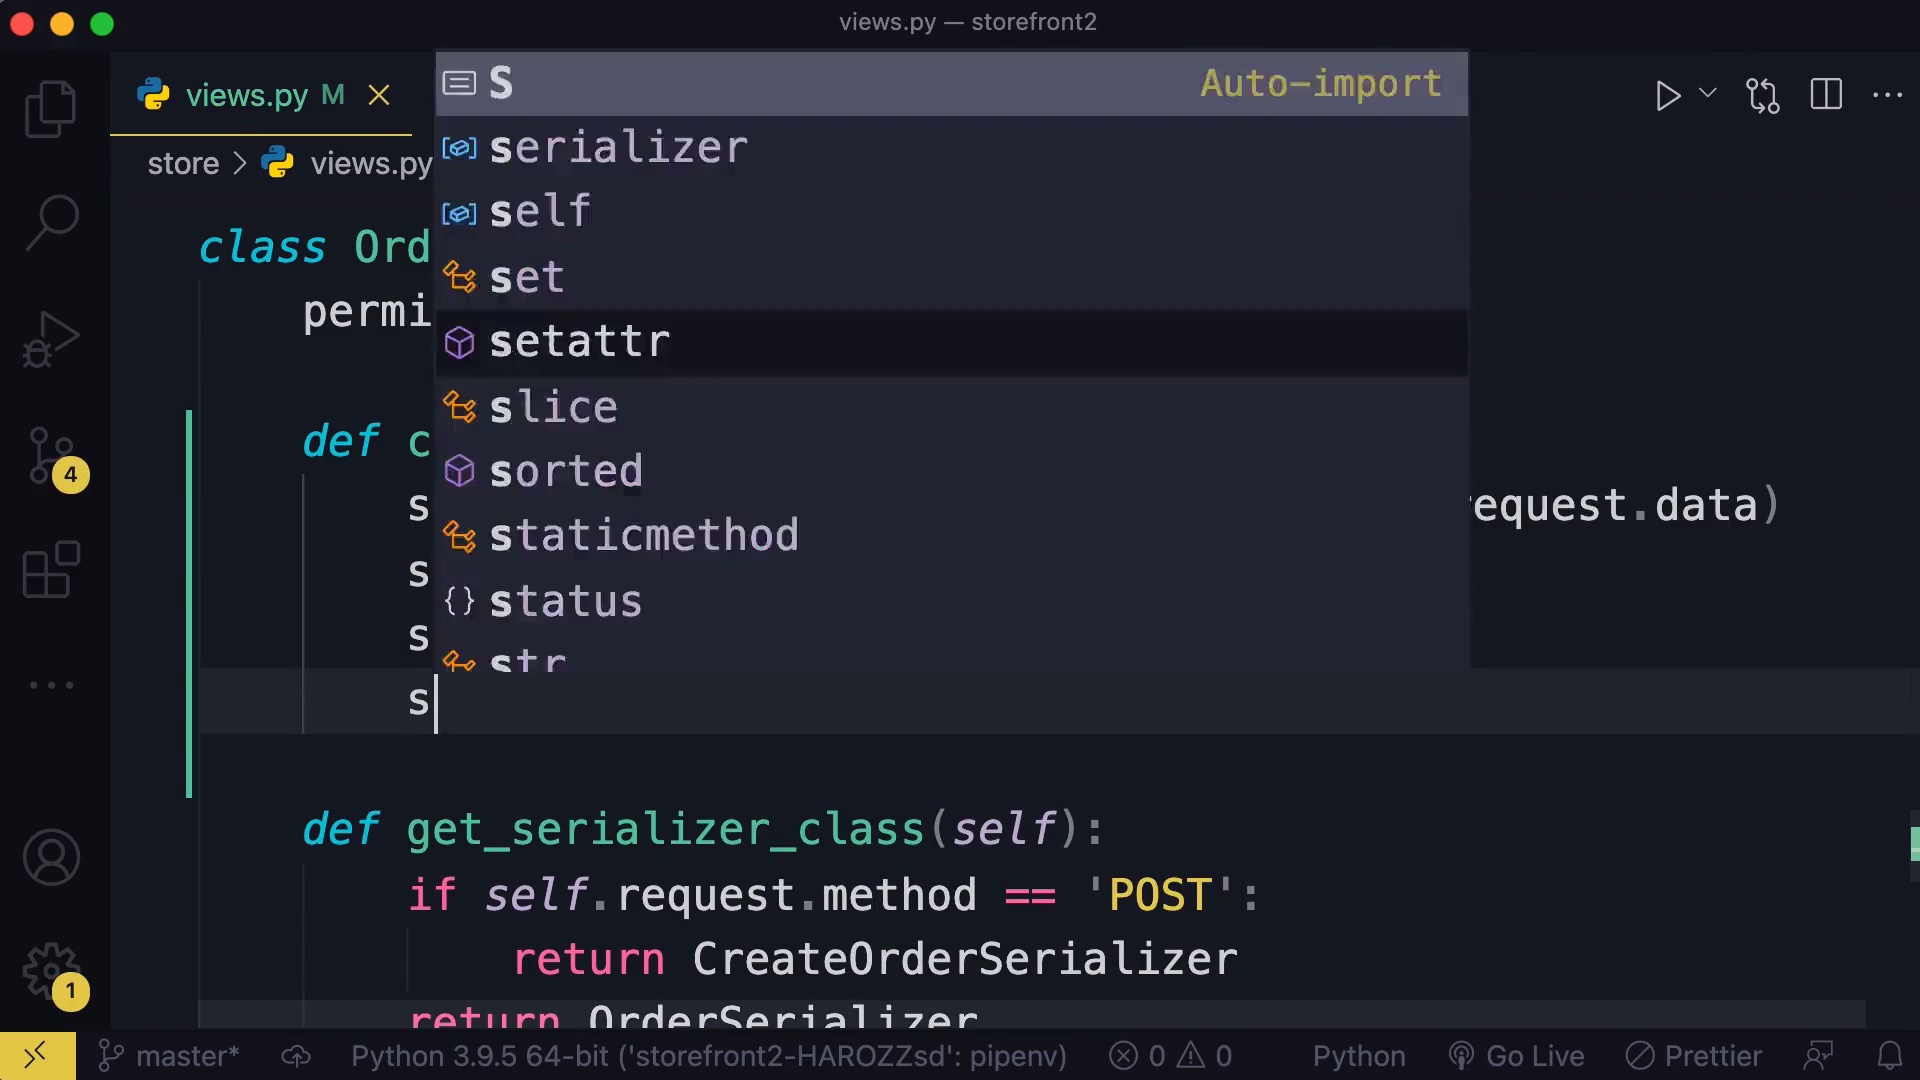 views.py — storefront2
views.py M
store > views.py
S Auto-import
serializer
self
set
setattr
slice
sorted
staticmethod
status
str
class Ord
permi
def c
s equest.data)
s
s
s
def get_serializer_class(self):
if self.request.method == 'POST':
return CreateOrderSerializer
return OrderSerializer
4
1
master* Python 3.9.5 64-bit ('storefront2-HAROZZsd': pipenv) 0 0 Python Go Live Prettier